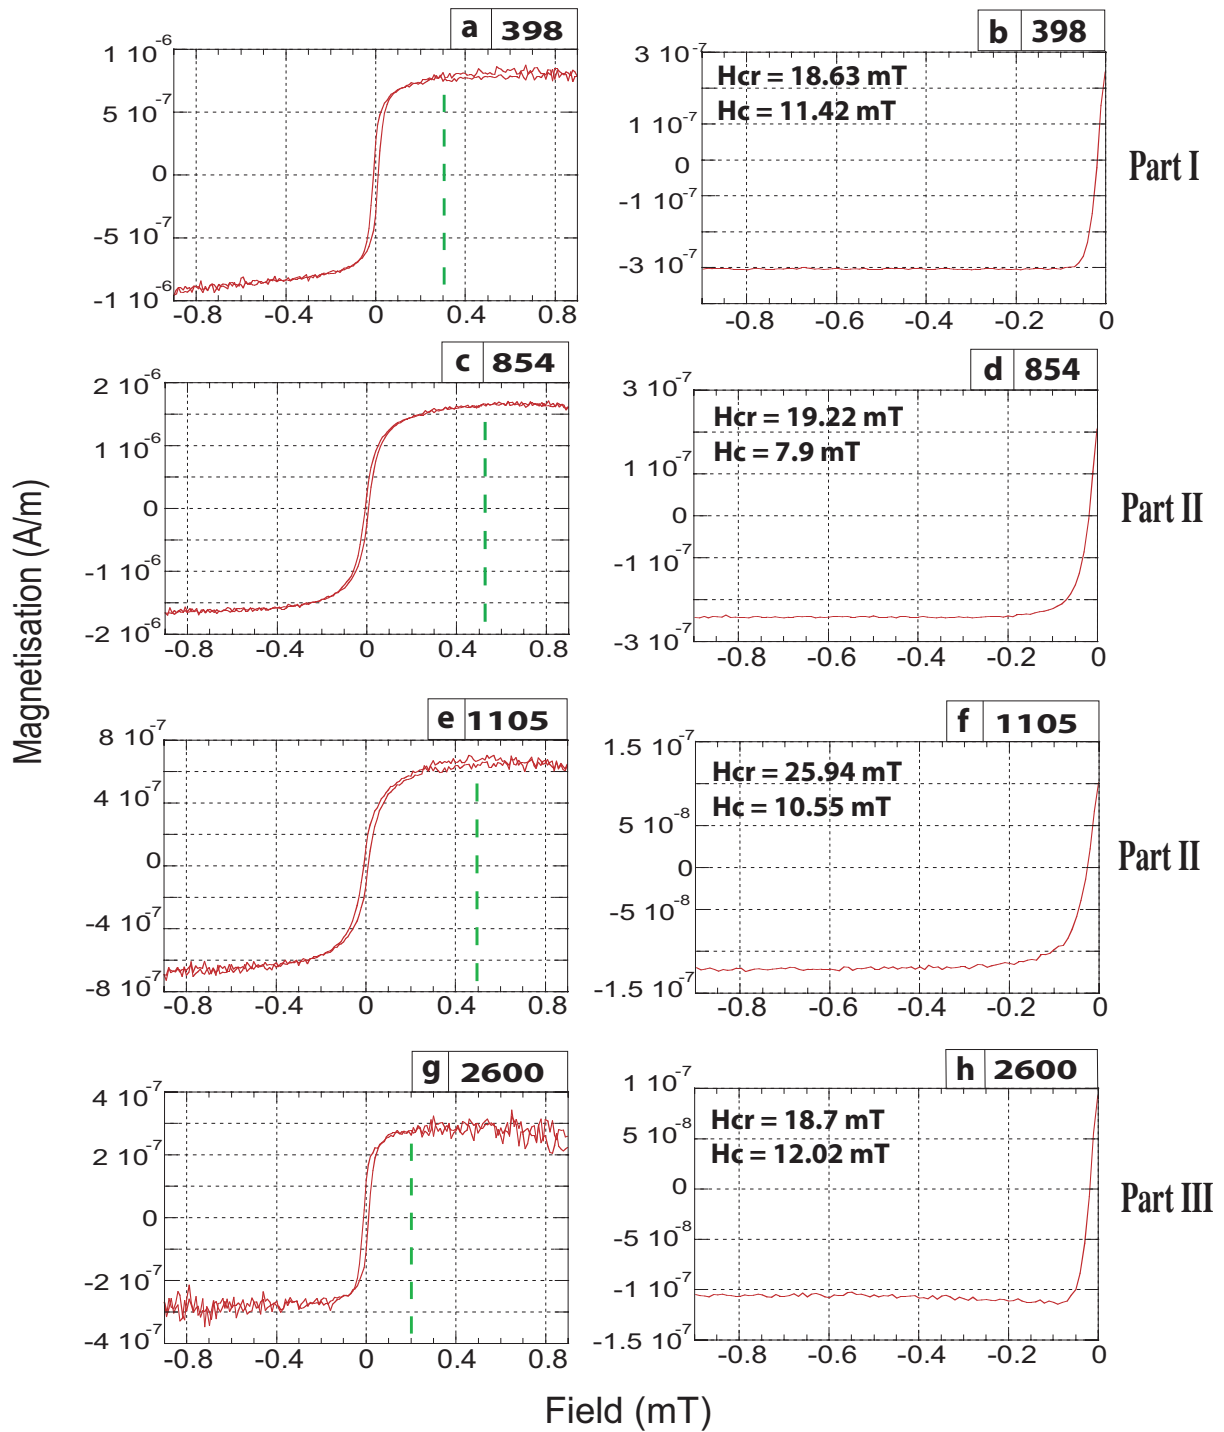 a 398
1 10⁻⁶
5 10⁻⁷
0
-5 10⁻⁷
-1 10⁻⁶
-0.8 -0.4 0 0.4 0.8
b 398
Hcr = 18.63 mT
Hc = 11.42 mT
3 10⁻⁷
1 10⁻⁷
0
-1 10⁻⁷
-3 10⁻⁷
-0.8 -0.6 -0.4 -0.2 0
Part I
c 854
2 10⁻⁶
1 10⁻⁶
0
-1 10⁻⁶
-2 10⁻⁶
-0.8 -0.4 0 0.4 0.8
d 854
Hcr = 19.22 mT
Hc = 7.9 mT
3 10⁻⁷
1 10⁻⁷
0
-1 10⁻⁷
-3 10⁻⁷
-0.8 -0.6 -0.4 -0.2 0
Part II
e 1105
8 10⁻⁷
4 10⁻⁷
0
-4 10⁻⁷
-8 10⁻⁷
-0.8 -0.4 0 0.4 0.8
f 1105
Hcr = 25.94 mT
Hc = 10.55 mT
1.5 10⁻⁷
5 10⁻⁸
0
-5 10⁻⁸
-1.5 10⁻⁷
-0.8 -0.6 -0.4 -0.2 0
Part II
g 2600
4 10⁻⁷
2 10⁻⁷
0
-2 10⁻⁷
-4 10⁻⁷
-0.8 -0.4 0 0.4 0.8
h 2600
Hcr = 18.7 mT
Hc = 12.02 mT
1 10⁻⁷
5 10⁻⁸
0
-5 10⁻⁸
-1 10⁻⁷
-1.5 10⁻⁷
-0.8 -0.6 -0.4 -0.2 0
Part III
Magnetisation (A/m)
Field (mT)